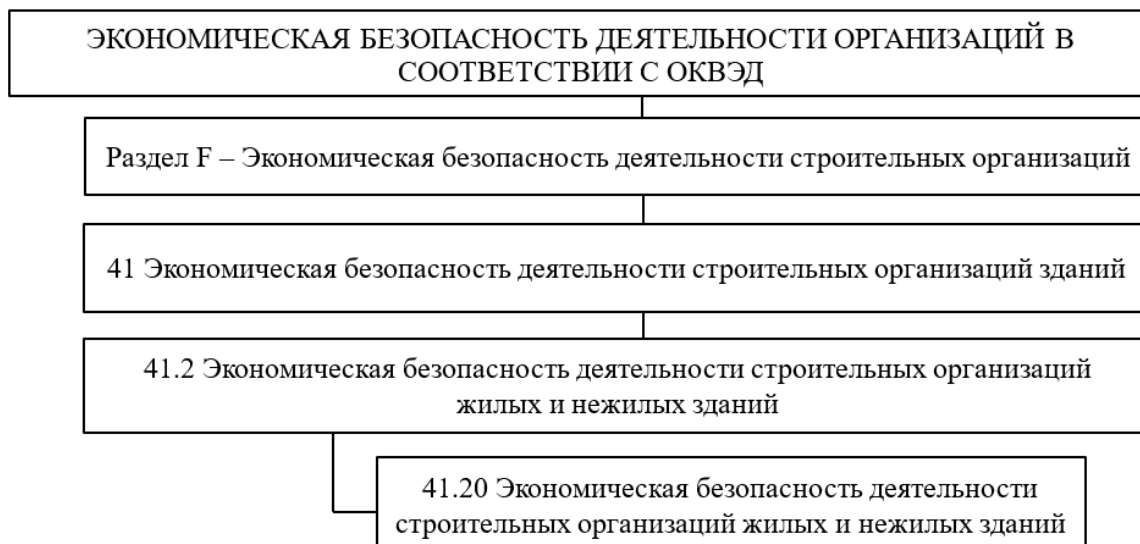 ЭКОНОМИЧЕСКАЯ БЕЗОПАСНОСТЬ ДЕЯТЕЛЬНОСТИ ОРГАНИЗАЦИЙ В
СООТВЕТСТВИИ С ОКВЭД
Раздел F – Экономическая безопасность деятельности строительных организаций
41 Экономическая безопасность деятельности строительных организаций зданий
41.2 Экономическая безопасность деятельности строительных организаций
жилых и нежилых зданий
41.20 Экономическая безопасность деятельности
строительных организаций жилых и нежилых зданий